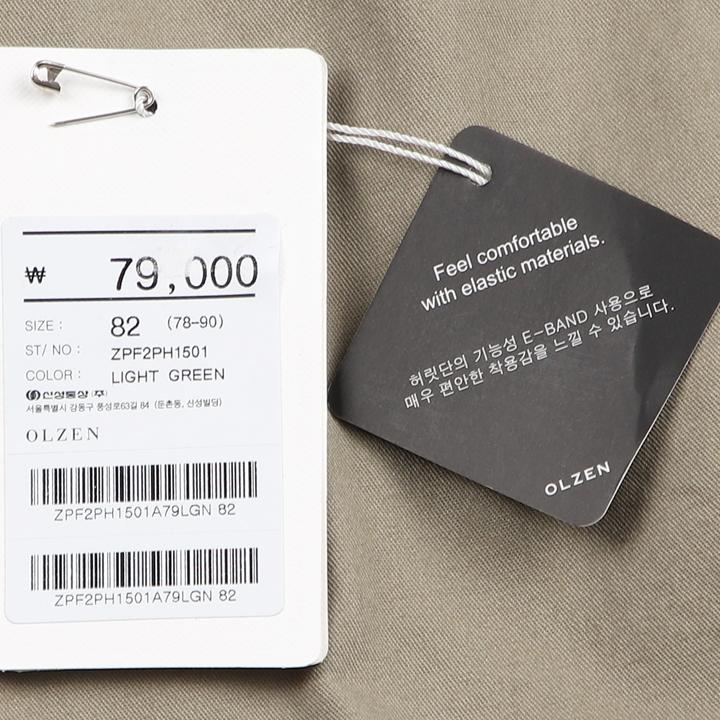 ₩ 79,000
SIZE : 82 (78-90)
ST/ NO : ZPF2PH1501
COLOR : LIGHT GREEN
신성통상 (주)
서울특별시 강동구 풍성로63길 84 (둔촌동, 신성빌딩)
OLZEN
ZPF2PH1501A79LGN 82
ZPF2PH1501A79LGN 82
Feel comfortable
with elastic materials.
허릿단의 기능성 E-BAND 사용으로
매우 편안한 착용감을 느낄 수 있습니다.
OLZEN